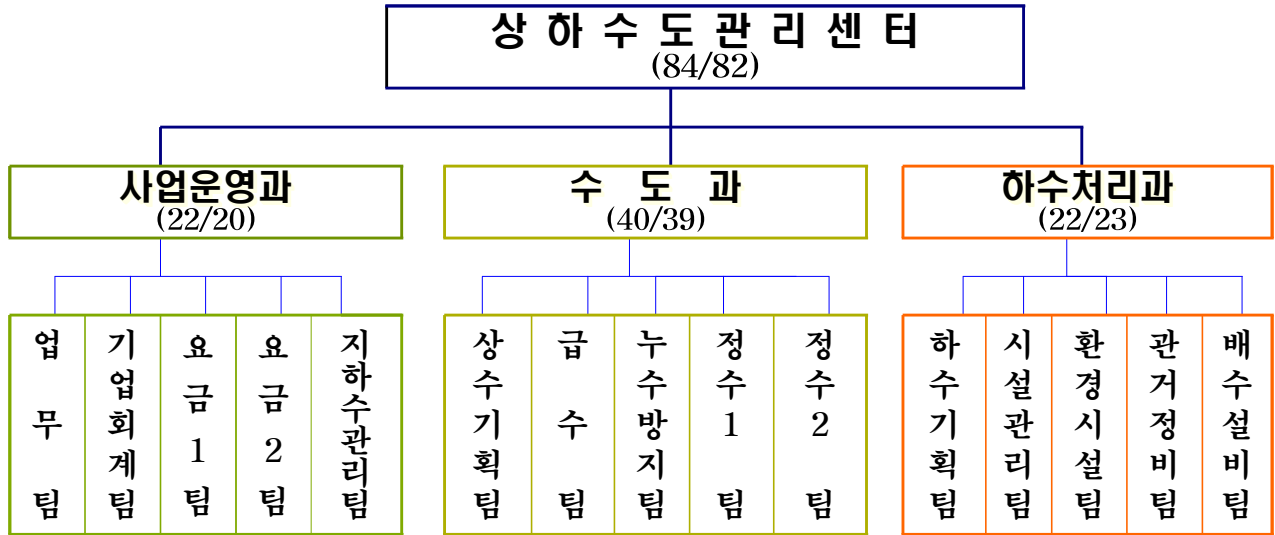 상하수도관리센터
(84/82)
사업운영과
(22/20)
수도과
(40/39)
하수처리과
(22/23)
업무팀
기업회계팀
요금1팀
요금2팀
지하수관리팀
상수기획팀
급수팀
누수방지팀
정수1팀
정수2팀
하수기획팀
시설관리팀
환경시설팀
관거정비팀
배수설비팀